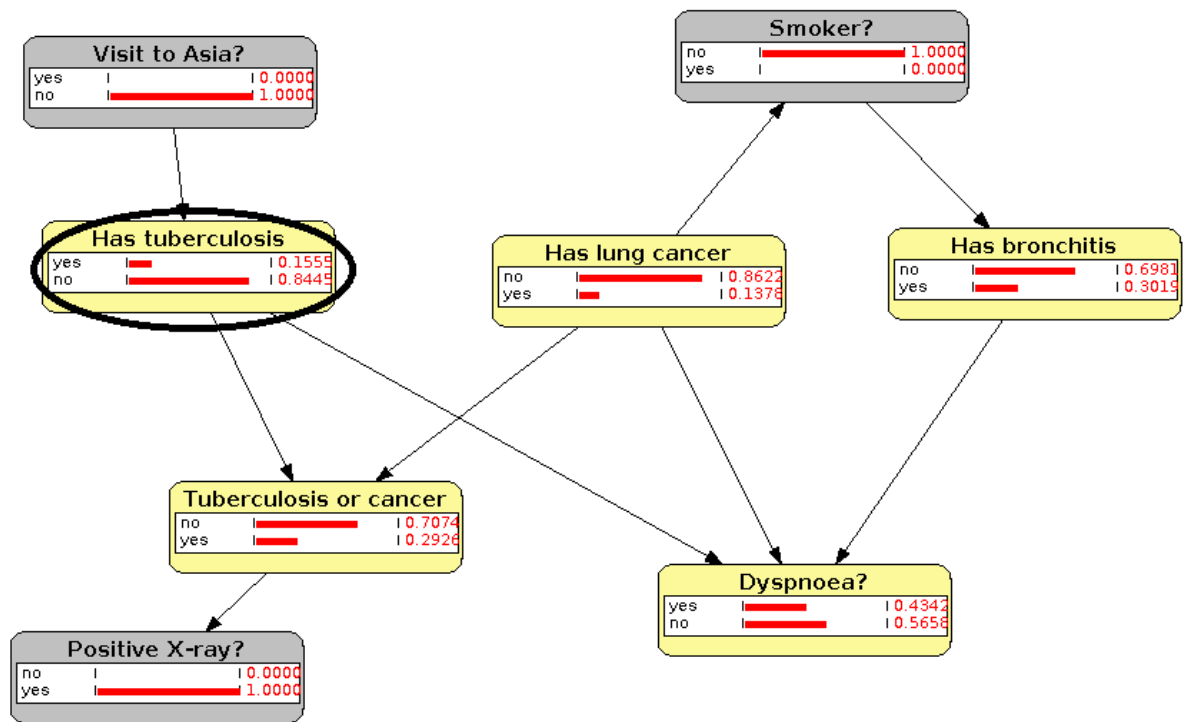 Visit to Asia?
yes 0.0000
no 1.0000
Smoker?
no 1.0000
yes 0.0000
Has tuberculosis
yes 0.1555
no 0.8445
Has lung cancer
no 0.8622
yes 0.1378
Has bronchitis
no 0.6981
yes 0.3019
Tuberculosis or cancer
no 0.7074
yes 0.2926
Dyspnoea?
yes 0.4342
no 0.5658
Positive X-ray?
no 0.0000
yes 1.0000